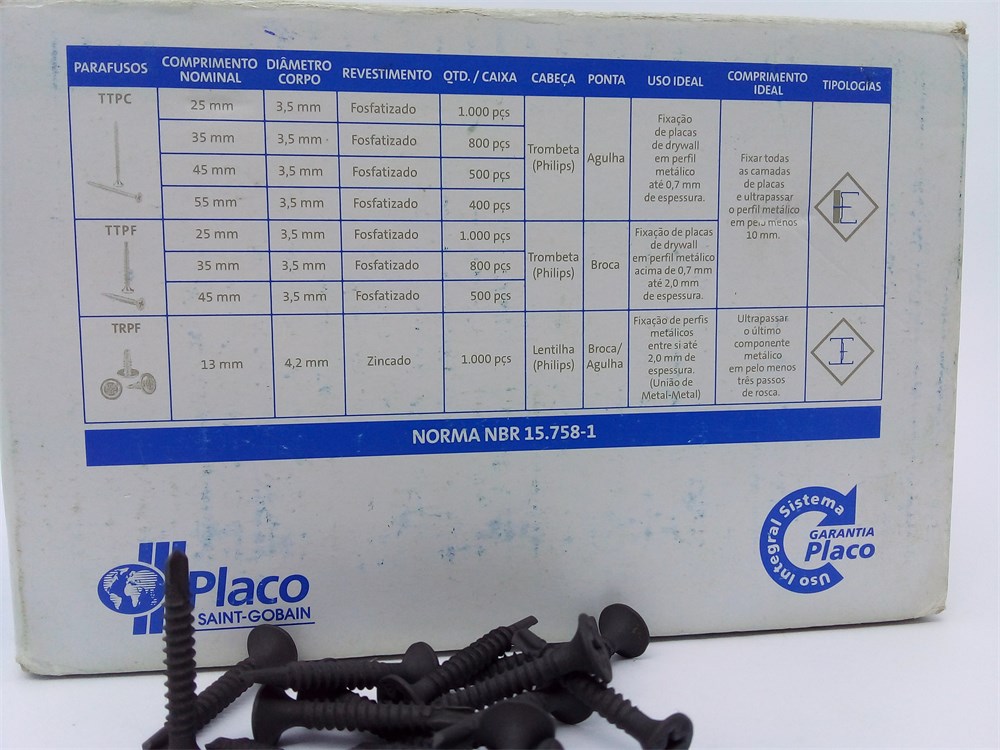 PARAFUSOS COMPRIMENTO NOMINAL DIÂMETRO CORPO REVESTIMENTO QTD. / CAIXA CABEÇA PONTA USO IDEAL COMPRIMENTO IDEAL TIPOLOGIAS
TTPC
25 mm 3,5 mm Fosfatizado 1.000 pçs
35 mm 3,5 mm Fosfatizado 800 pçs
45 mm 3,5 mm Fosfatizado 500 pçs
55 mm 3,5 mm Fosfatizado 400 pçs
Trombeta
(Philips)
Agulha
Fixação
de placas
de drywall
em perfil
metálico
até 0,7 mm
de espessura.
Fixar todas
as camadas
de placas
e ultrapassar
o perfil metálico
em pelo menos
10 mm.
E
TTPF
25 mm 3,5 mm Fosfatizado 1.000 pçs
35 mm 3,5 mm Fosfatizado 800 pçs
45 mm 3,5 mm Fosfatizado 500 pçs
Trombeta
(Philips)
Broca
Fixação de placas
de drywall
em perfil metálico
acima de 0,7 mm
até 2,0 mm
de espessura.
TRPF
13 mm 4,2 mm Zincado 1.000 pçs
Lentilha
(Philips)
Broca/
Agulha
Fixação de perfis
metálicos
entre si até
2,0 mm de
espessura.
(União de
Metal-Metal)
Ultrapassar
o último
componente
metálico
em pelo menos
três passos
de rosca.
NORMA NBR 15.758-1
Uso Integral Sistema
GARANTIA
Placo
Placo
SAINT-GOBAIN